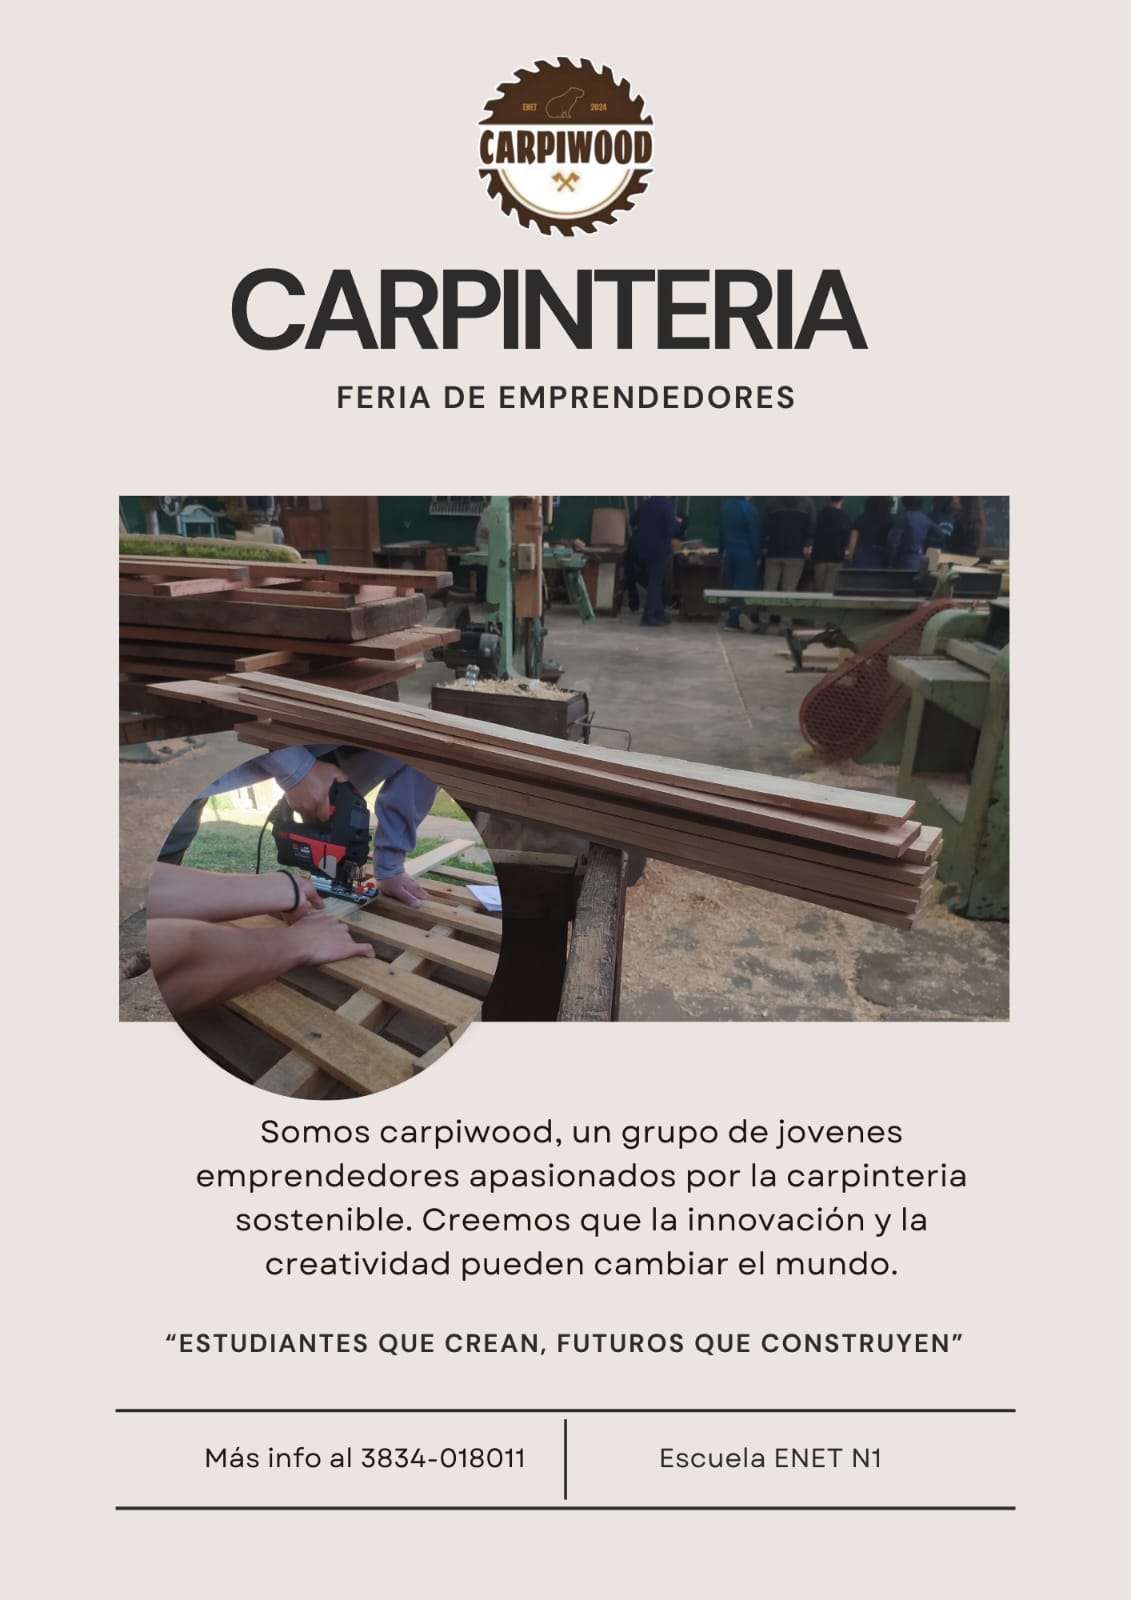 ENET 2024
CARPIWOOD
CARPINTERIA
FERIA DE EMPRENDEDORES
Somos carpiwood, un grupo de jovenes
emprendedores apasionados por la carpinteria
sostenible. Creemos que la innovación y la
creatividad pueden cambiar el mundo.
“ESTUDIANTES QUE CREAN, FUTUROS QUE CONSTRUYEN”
Más info al 3834-018011
Escuela ENET N1